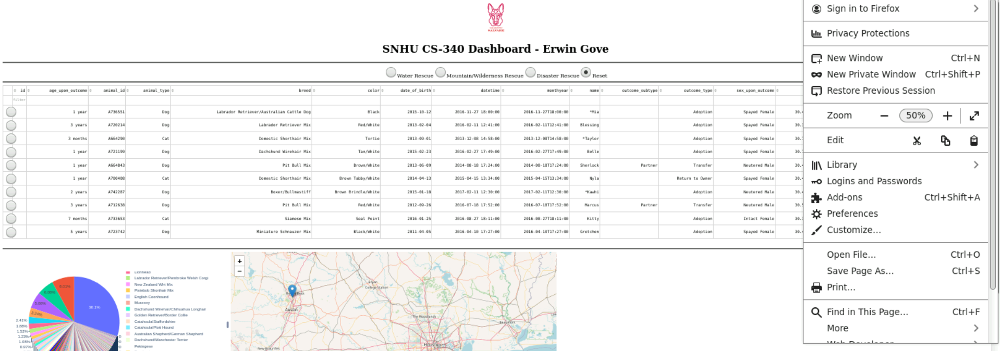 SALVARE
SNHU CS-340 Dashboard - Erwin Gove
Water Rescue Mountain/Wilderness Rescue Disaster Rescue Reset
id age_upon_outcome animal_id animal_type breed color date_of_birth datetime monthyear name outcome_subtype outcome_type sex_upon_outcome
filter
1 year A736551 Dog Labrador Retriever/Australian Cattle Dog Black 2015-10-12 2016-11-27 18:00:00 2016-11-27T18:00:00 *Mia Adoption Spayed Female 30.
3 years A720214 Dog Labrador Retriever Mix Red/White 2013-02-04 2016-02-11 12:41:00 2016-02-11T12:41:00 Blessing Adoption Spayed Female 30.
3 months A664290 Cat Domestic Shorthair Mix Tortie 2013-09-01 2013-12-08 14:58:00 2013-12-08T14:58:00 *Taylor Adoption Spayed Female 30.
1 year A721199 Dog Dachshund Wirehair Mix Tan/White 2015-02-23 2016-02-27 17:49:00 2016-02-27T17:49:00 Belle Adoption Spayed Female 30.
1 year A664843 Dog Pit Bull Mix Brown/White 2013-06-09 2014-08-18 17:24:00 2014-08-18T17:24:00 Sherlock Partner Transfer Neutered Male 30.
1 year A700408 Cat Domestic Shorthair Mix Brown Tabby/White 2014-04-13 2015-04-15 13:34:00 2015-04-15T13:34:00 Nyla Return to Owner Spayed Female 30.
2 years A742287 Dog Boxer/Bullmastiff Brown Brindle/White 2015-01-18 2017-02-11 12:30:00 2017-02-11T12:30:00 *Kawhi Adoption Neutered Male 30.
3 years A712638 Dog Pit Bull Mix Red/White 2012-09-26 2016-07-18 17:52:00 2016-07-18T17:52:00 Marcus Partner Transfer Neutered Male 30.
7 months A733653 Cat Siamese Mix Seal Point 2016-01-25 2016-08-27 18:11:00 2016-08-27T18:11:00 Kitty Adoption Intact Female 30.
5 years A723742 Dog Miniature Schnauzer Mix Black/White 2011-04-05 2016-04-10 17:27:00 2016-04-10T17:27:00 Gretchen Adoption Spayed Female 30.
30.1%
8.03%
6.08%
5.88%
3.24%
2.41%
1.88%
1.52%
1.23%
1.08%
0.97%
Lionhead
Labrador Retriever/Pembroke Welsh Corgi
New Zealand Wht Mix
Pixiebob Shorthair Mix
English Coonhound
Muscovy
Dachshund Wirehair/Chihuahua Longhair
Golden Retriever/Border Collie
Catahoula/Staffordshire
Catahoula/Plott Hound
Australian Shepherd/German Shepherd
Dachshund/Manchester Terrier
Pekingese
+
−
Bryan
College Station
Round Rock
Austin
The Woodlands
Beaumont
Houston
New Braunfels
Sign in to Firefox
Privacy Protections
New Window Ctrl+N
New Private Window Ctrl+Shift+P
Restore Previous Session
Zoom − 50% +
Edit
Library
Logins and Passwords
Add-ons Ctrl+Shift+A
Preferences
Customize...
Open File... Ctrl+O
Save Page As... Ctrl+S
Print...
Find in This Page... Ctrl+F
More
Web Developer